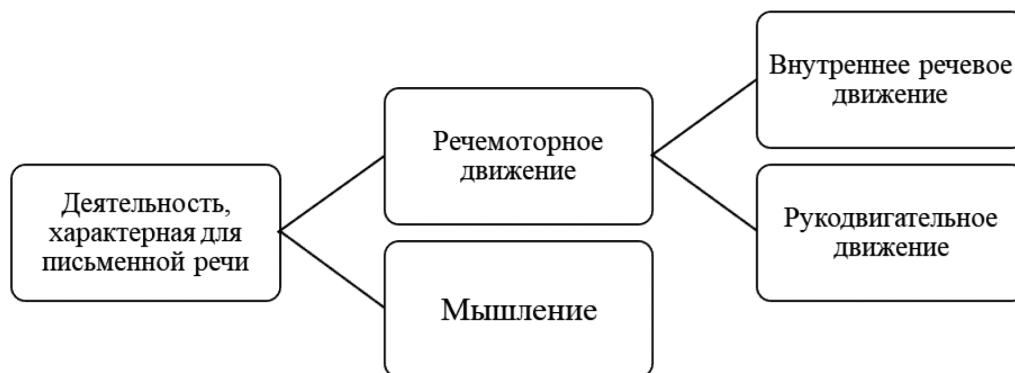 Деятельность,
характерная для
письменной речи
Речемоторное
движение
Мышление
Внутреннее речевое
движение
Рукодвигательное
движение